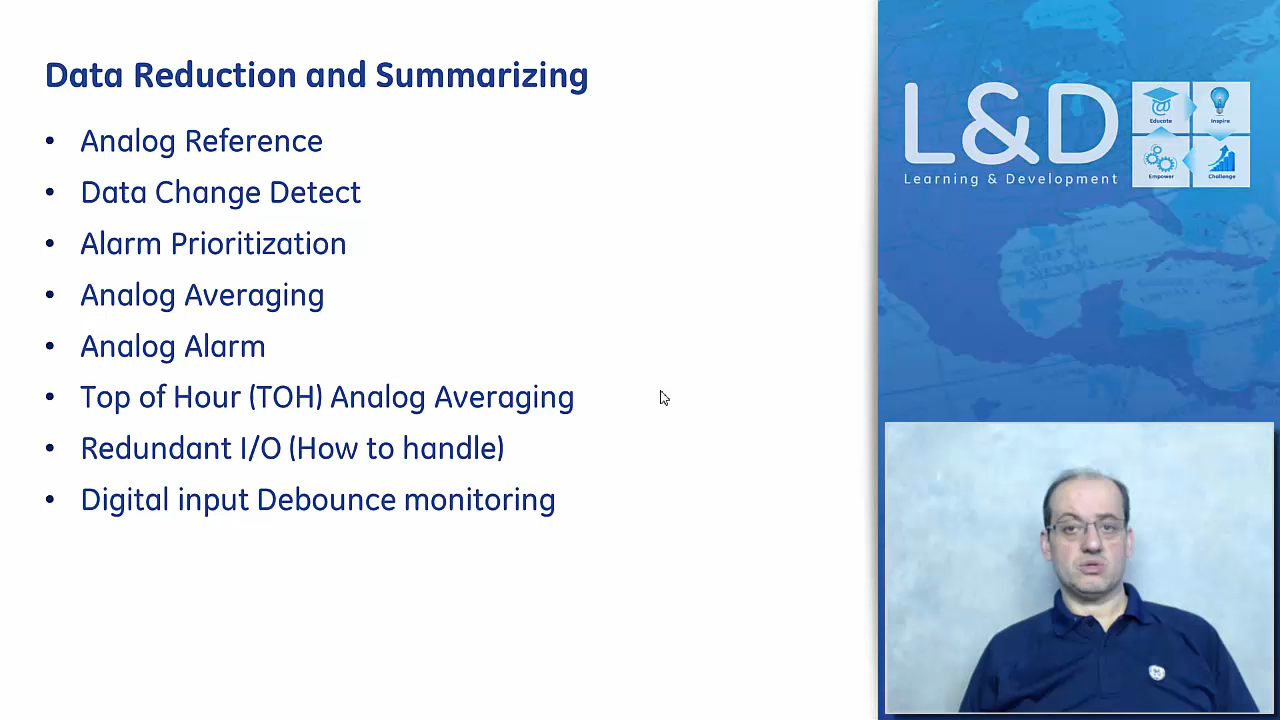 Data Reduction and Summarizing
• Analog Reference
• Data Change Detect
• Alarm Prioritization
• Analog Averaging
• Analog Alarm
• Top of Hour (TOH) Analog Averaging
• Redundant I/O (How to handle)
• Digital input Debounce monitoring
L&D
Learning & Development
Educate
Inspire
Empower
Challenge